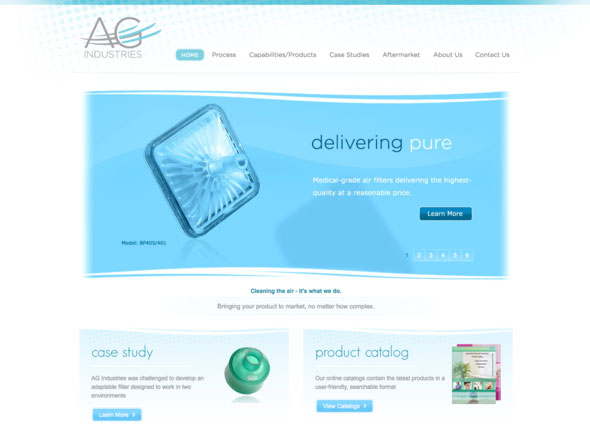 AG
INDUSTRIES
HOME Process Capabilities/Products Case Studies Aftermarket About Us Contact Us
delivering pure
Medical-grade air filters delivering the highest-
quality at a reasonable price.
Learn More
Model: BP405/401
1 2 3 4 5 6
Cleaning the air - it's what we do.
Bringing your product to market, no matter how complex.
case study
AG Industries was challenged to develop an
adaptable filter designed to work in two
environments
Learn More
product catalog
Our online catalogs contain the latest products in a
user-friendly, searchable format
View Catalogs